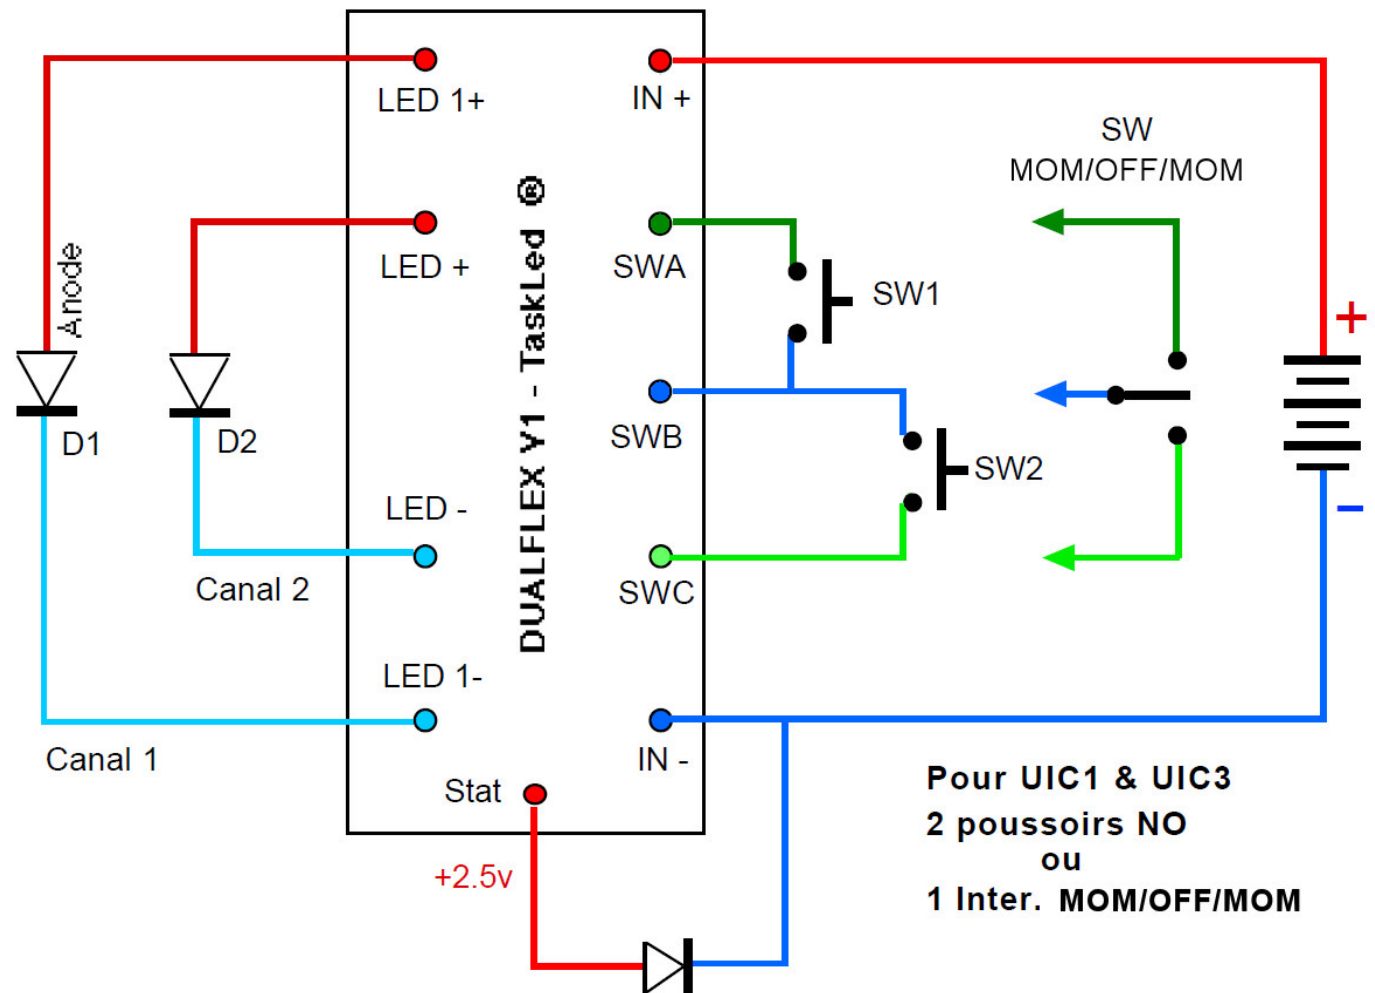 LED 1+
IN +
SW
MOM/OFF/MOM
Anode
LED +
SWA
SW1
+
DUALFLEX V1 - TaskLed ®
D1
D2
SWB
SW2
LED -
-
Canal 2
SWC
LED 1-
Canal 1
IN -
Stat
+2.5v
Pour UIC1 & UIC3
2 poussoirs NO
ou
1 Inter. MOM/OFF/MOM